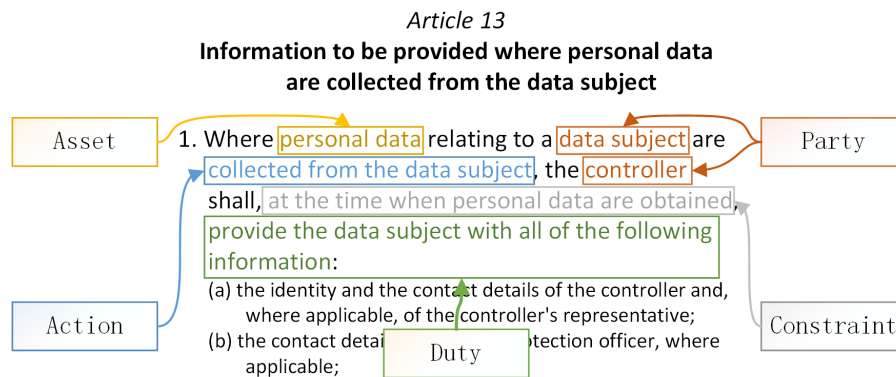 Article 13
Information to be provided where personal data
are collected from the data subject
Asset
Party
1. Where personal data relating to a data subject are
collected from the data subject, the controller
shall, at the time when personal data are obtained,
provide the data subject with all of the following
information:
(a) the identity and the contact details of the controller and,
where applicable, of the controller's representative;
(b) the contact detai otection officer, where
applicable;
Action
Duty
Constraint